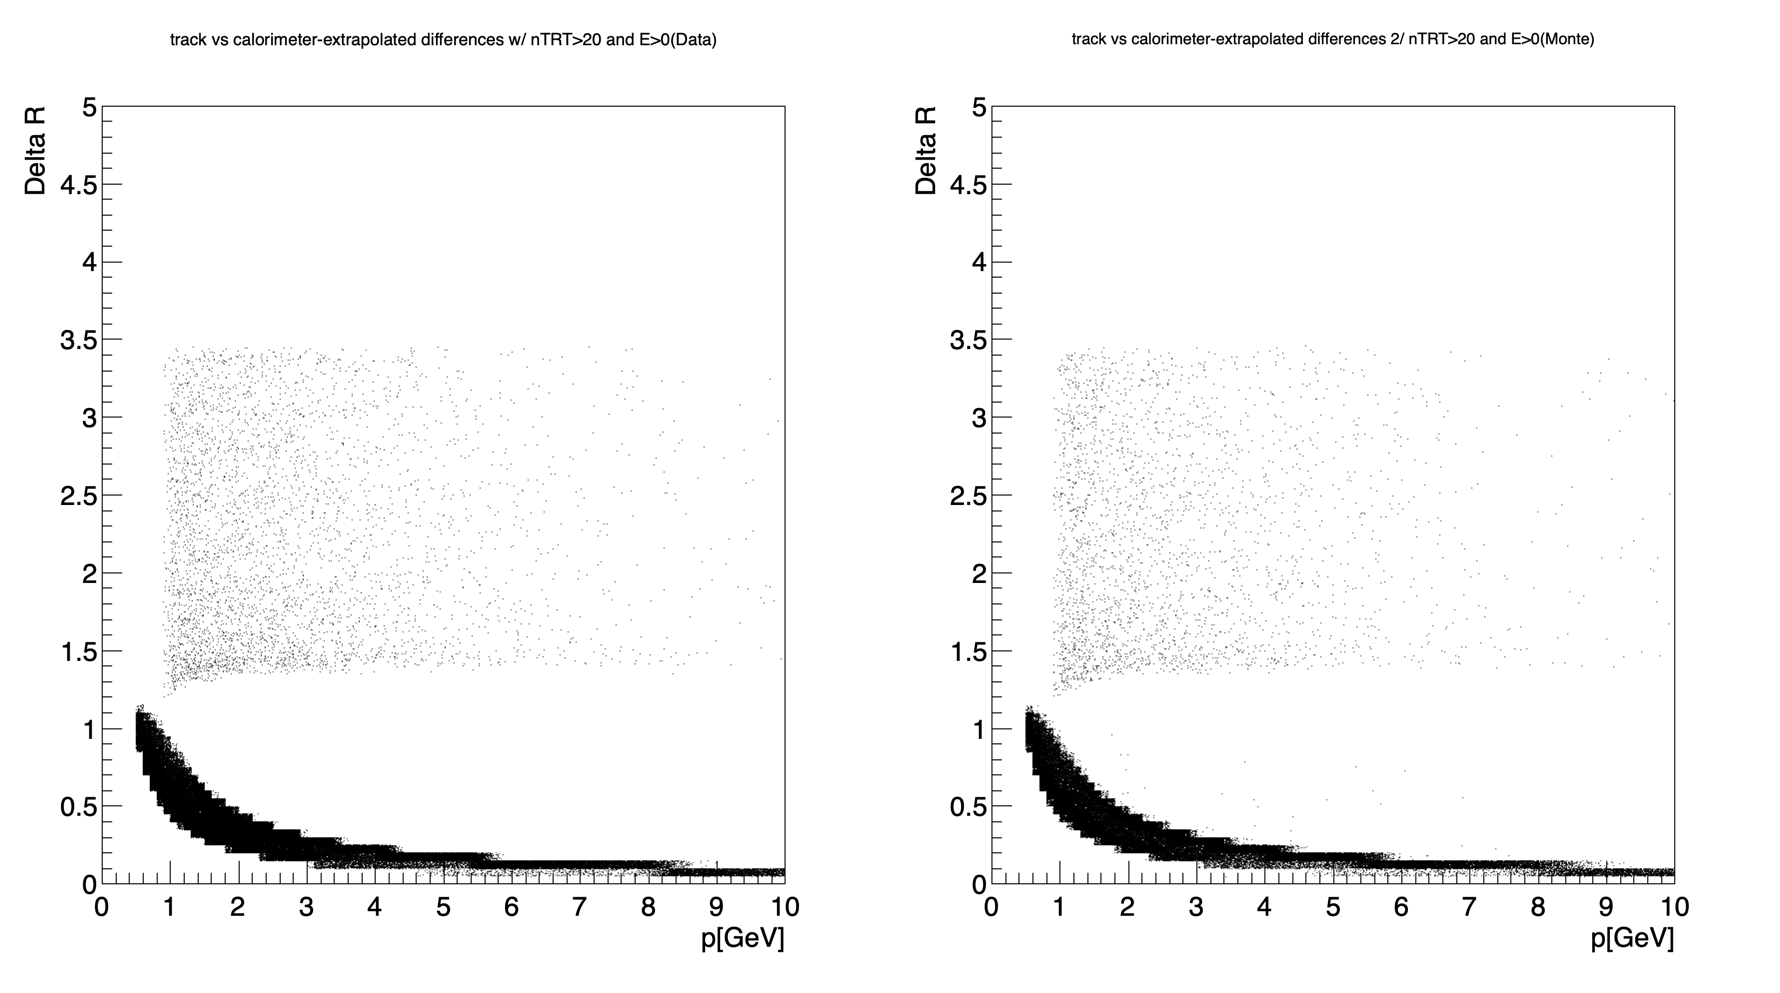 track vs calorimeter-extrapolated differences w/ nTRT>20 and E>0(Data)
Delta R
5
4.5
4
3.5
3
2.5
2
1.5
1
0.5
0
0 1 2 3 4 5 6 7 8 9 10
p[GeV]
track vs calorimeter-extrapolated differences 2/ nTRT>20 and E>0(Monte)
Delta R
5
4.5
4
3.5
3
2.5
2
1.5
1
0.5
0
0 1 2 3 4 5 6 7 8 9 10
p[GeV]